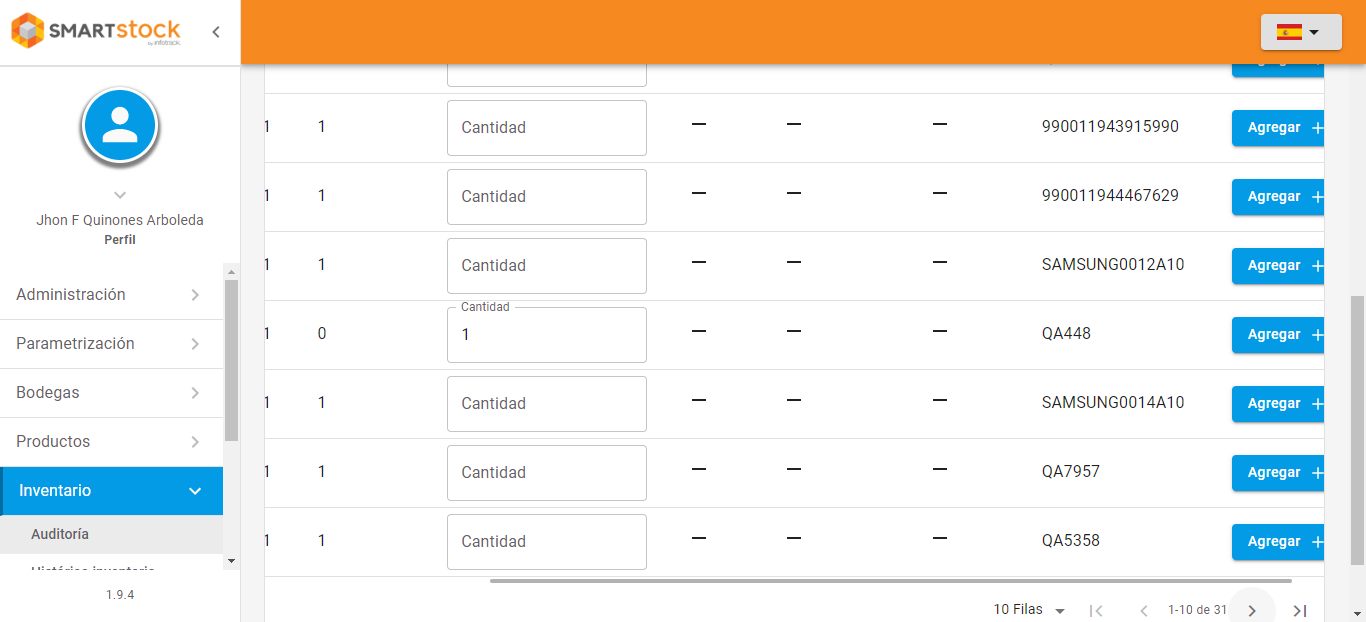 SMARTstock
by infotrack.
Jhon F Quinones Arboleda
Perfíl
Administración
Parametrización
Bodegas
Productos
Inventario
Auditoría
Histórico inventario
1.9.4
1 1 Cantidad — — — 990011943915990 Agregar +
1 1 Cantidad — — — 990011944467629 Agregar +
1 1 Cantidad — — — SAMSUNG0012A10 Agregar +
Cantidad
1 0 1 — — — QA448 Agregar +
1 1 Cantidad — — — SAMSUNG0014A10 Agregar +
1 1 Cantidad — — — QA7957 Agregar +
1 1 Cantidad — — — QA5358 Agregar +
10 Filas 1-10 de 31